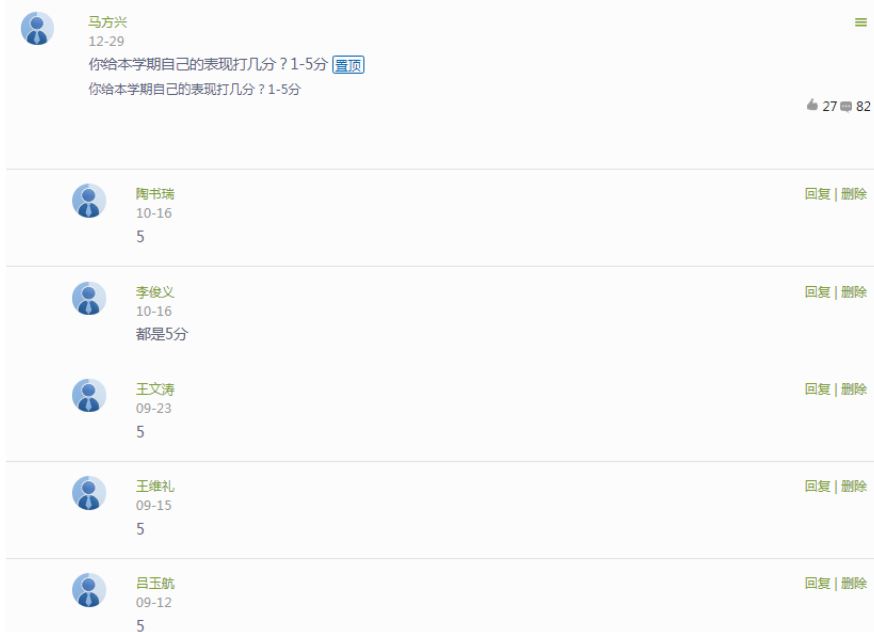 马方兴
12-29
你给本学期自己的表现打几分？1-5分 置顶
你给本学期自己的表现打几分？1-5分
27 82
陶书瑞 回复 | 删除
10-16
5
李俊义 回复 | 删除
10-16
都是5分
王文涛 回复 | 删除
09-23
5
王维礼 回复 | 删除
09-15
5
吕玉航 回复 | 删除
09-12
5